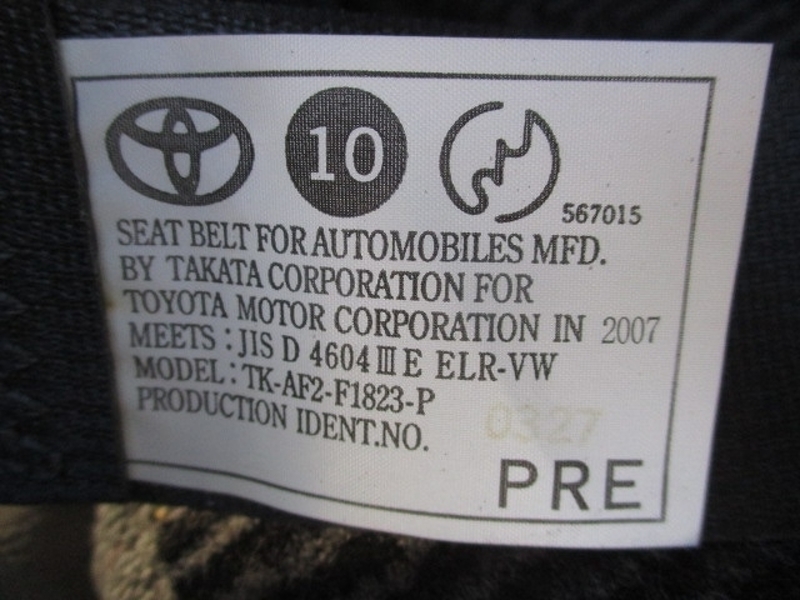 10
567015
SEAT BELT FOR AUTOMOBILES MFD.
BY TAKATA CORPORATION FOR
TOYOTA MOTOR CORPORATION IN 2007
MEETS : JIS D 4604 III E ELR-VW
MODEL : TK-AF2-F1823-P
PRODUCTION IDENT.NO. 0327
PRE